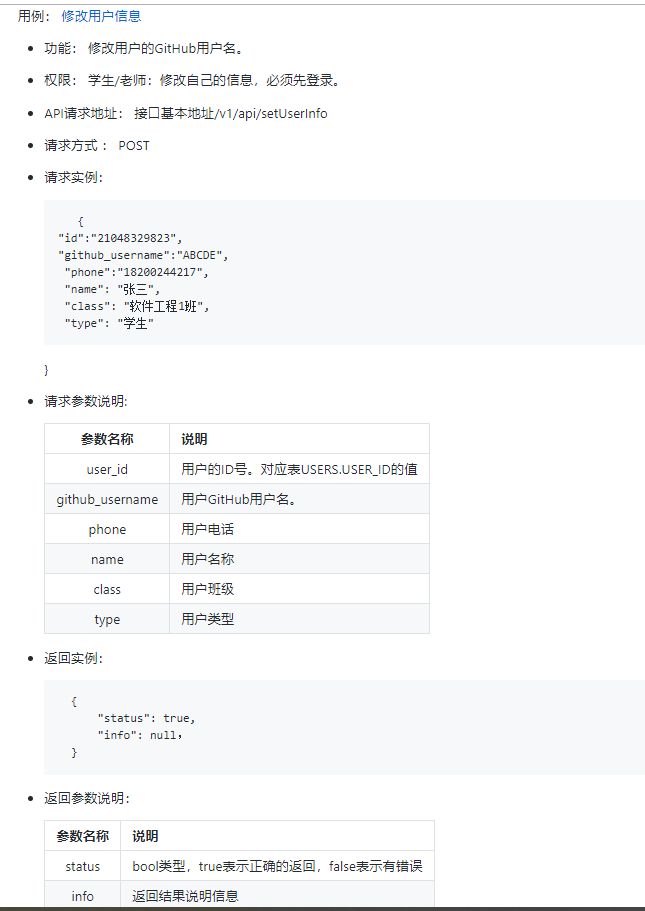 用例： 修改用户信息
功能： 修改用户的GitHub用户名。
权限： 学生/老师：修改自己的信息，必须先登录。
API请求地址： 接口基本地址/v1/api/setUserInfo
请求方式 ： POST
请求实例：
{
"id":"21048329823",
"github_username":"ABCDE",
"phone":"18200244217",
"name": "张三",
"class": "软件工程1班",
"type": "学生"
}
请求参数说明:
参数名称 说明
user_id 用户的ID号。对应表USERS.USER_ID的值
github_username 用户GitHub用户名。
phone 用户电话
name 用户名称
class 用户班级
type 用户类型
返回实例：
{
"status": true,
"info": null，
}
返回参数说明：
参数名称 说明
status bool类型，true表示正确的返回，false表示有错误
info 返回结果说明信息